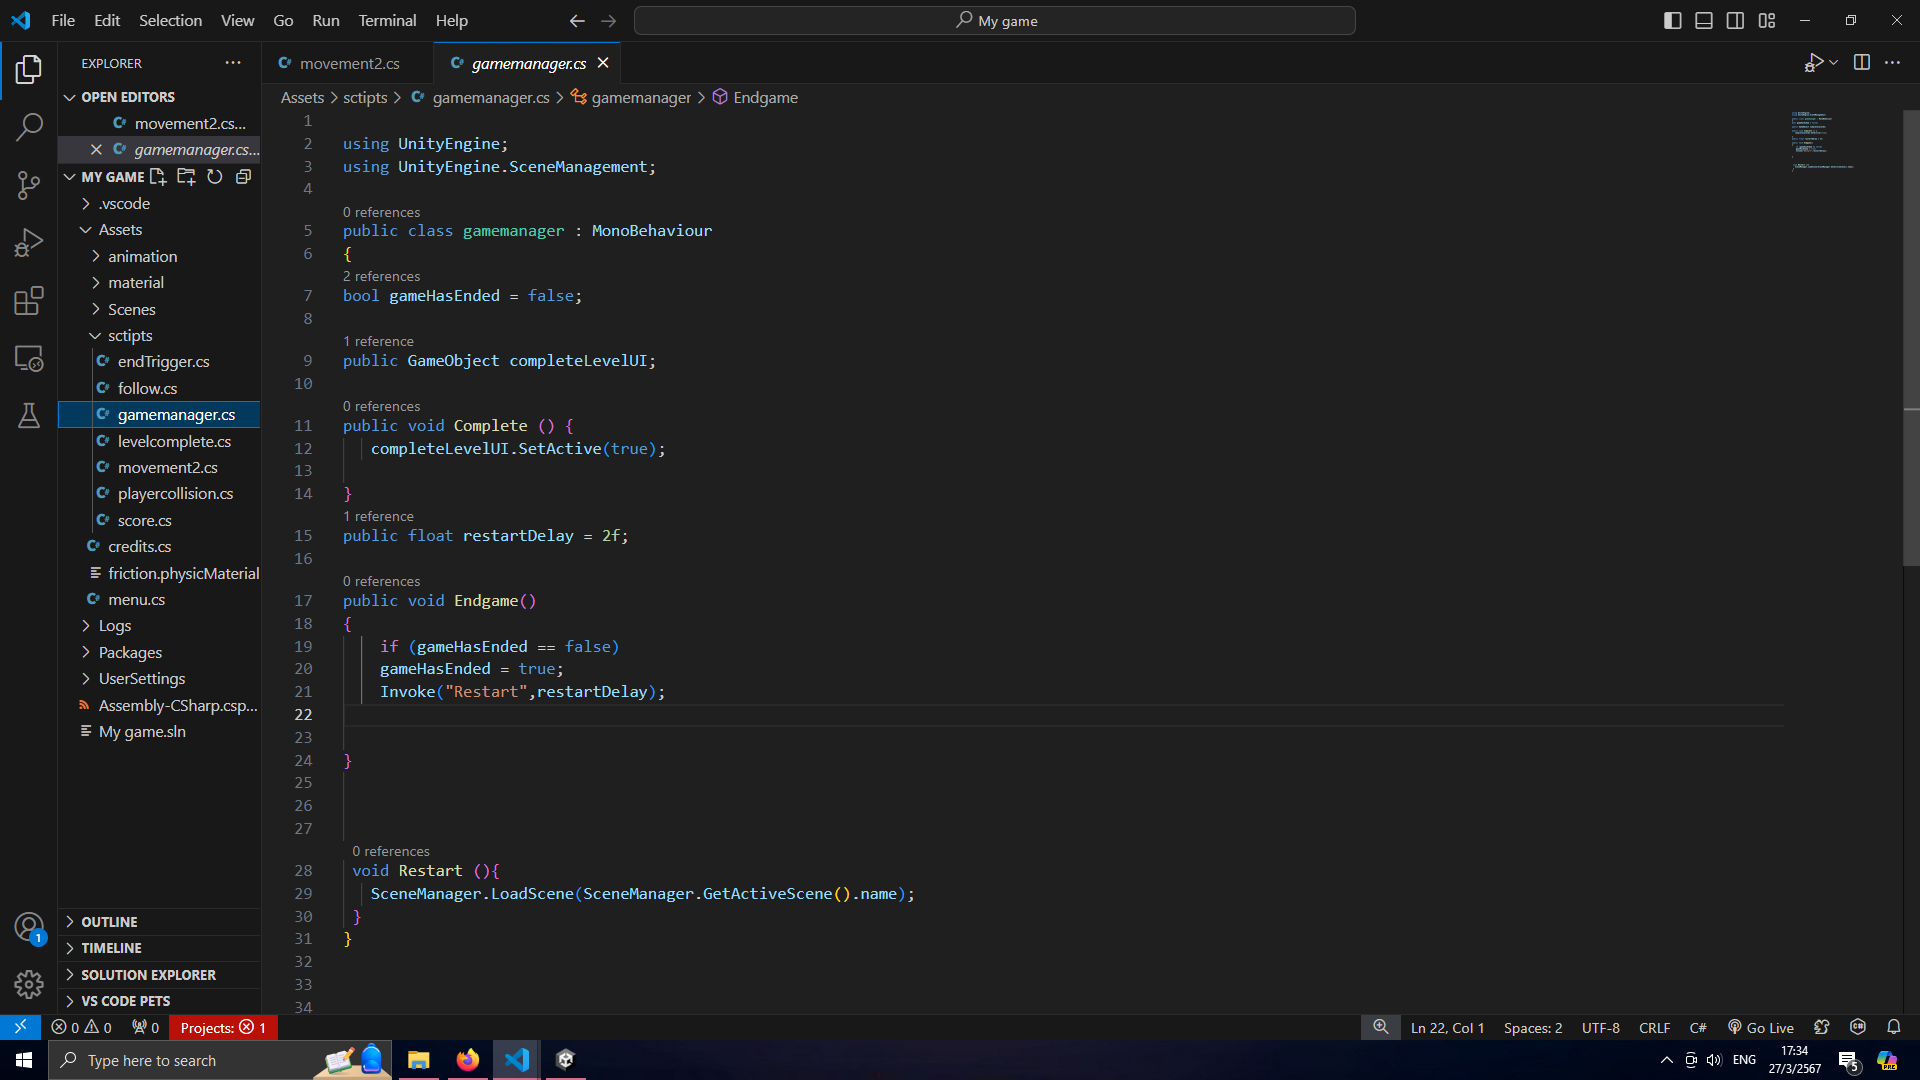 File Edit Selection View Go Run Terminal Help
My game
EXPLORER
OPEN EDITORS
movement2.cs...
gamemanager.cs...
MY GAME
.vscode
Assets
animation
material
Scenes
sctipts
endTrigger.cs
follow.cs
gamemanager.cs
levelcomplete.cs
movement2.cs
playercollision.cs
score.cs
credits.cs
friction.physicMaterial
menu.cs
Logs
Packages
UserSettings
Assembly-CSharp.csp...
My game.sln
OUTLINE
TIMELINE
SOLUTION EXPLORER
VS CODE PETS
movement2.cs gamemanager.cs
Assets > sctipts > gamemanager.cs > gamemanager > Endgame
1
2 using UnityEngine;
3 using UnityEngine.SceneManagement;
4
0 references
5 public class gamemanager : MonoBehaviour
6 {
2 references
7 bool gameHasEnded = false;
8
1 reference
9 public GameObject completeLevelUI;
10
0 references
11 public void Complete () {
12 completeLevelUI.SetActive(true);
13
14 }
1 reference
15 public float restartDelay = 2f;
16
0 references
17 public void Endgame()
18 {
19 if (gameHasEnded == false)
20 gameHasEnded = true;
21 Invoke("Restart",restartDelay);
22
23
24 }
25
26
27
0 references
28 void Restart (){
29 SceneManager.LoadScene(SceneManager.GetActiveScene().name);
30 }
31 }
32
33
34
1
0 0 0 Projects: 1 Ln 22, Col 1 Spaces: 2 UTF-8 CRLF C# Go Live
Type here to search
ENG
17:34
27/3/2567
5